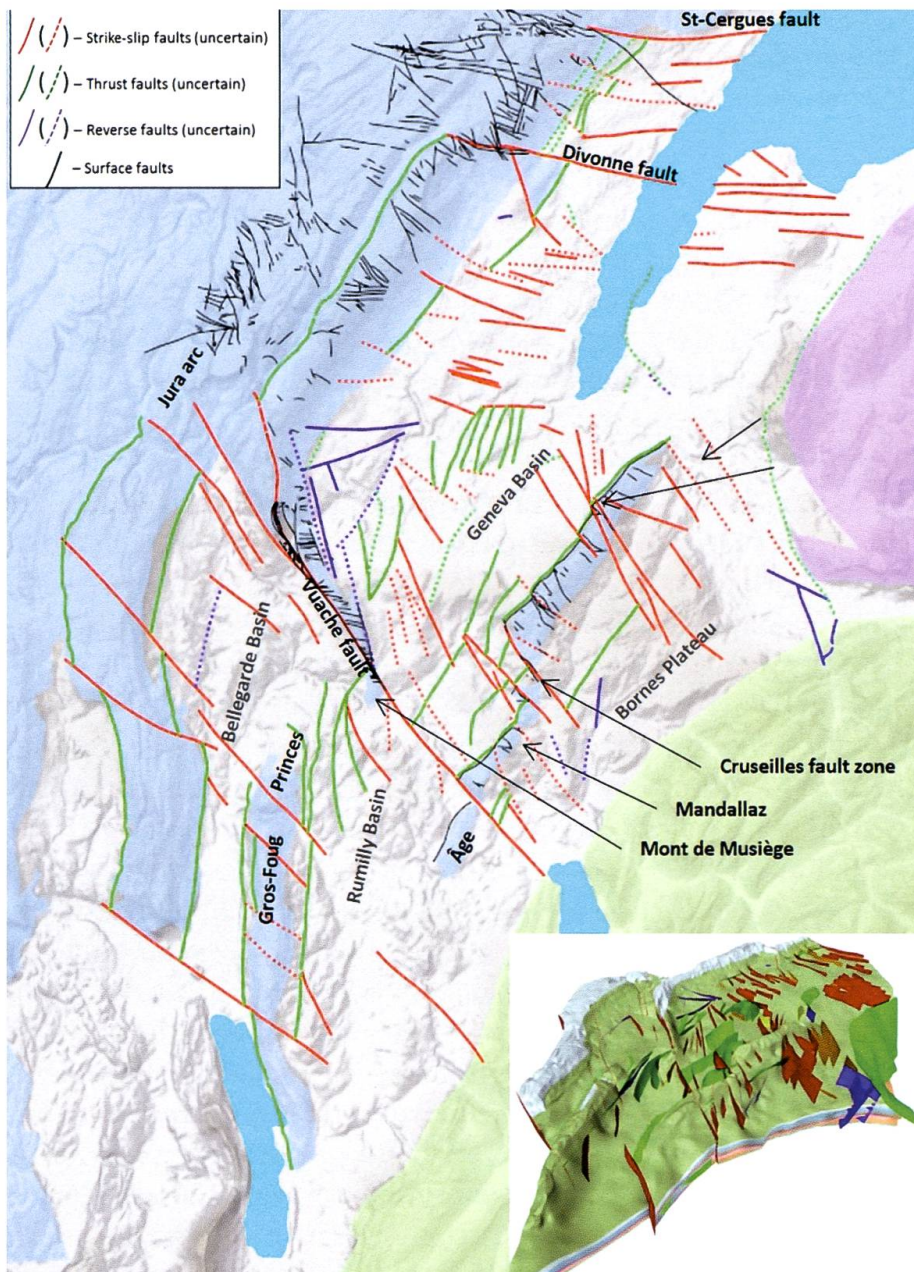 St-Cergues fault
/ (/) – Strike-slip faults (uncertain)
/ (/) – Thrust faults (uncertain)
/ (/) – Reverse faults (uncertain)
/ – Surface faults
Divonne fault
Jura arc
Geneva Basin
Vuache fault
Bellegarde Basin
Bornes Plateau
Princes
Cruseilles fault zone
Rumilly Basin
Mandallaz
Âge
Gros-Foug
Mont de Musiège